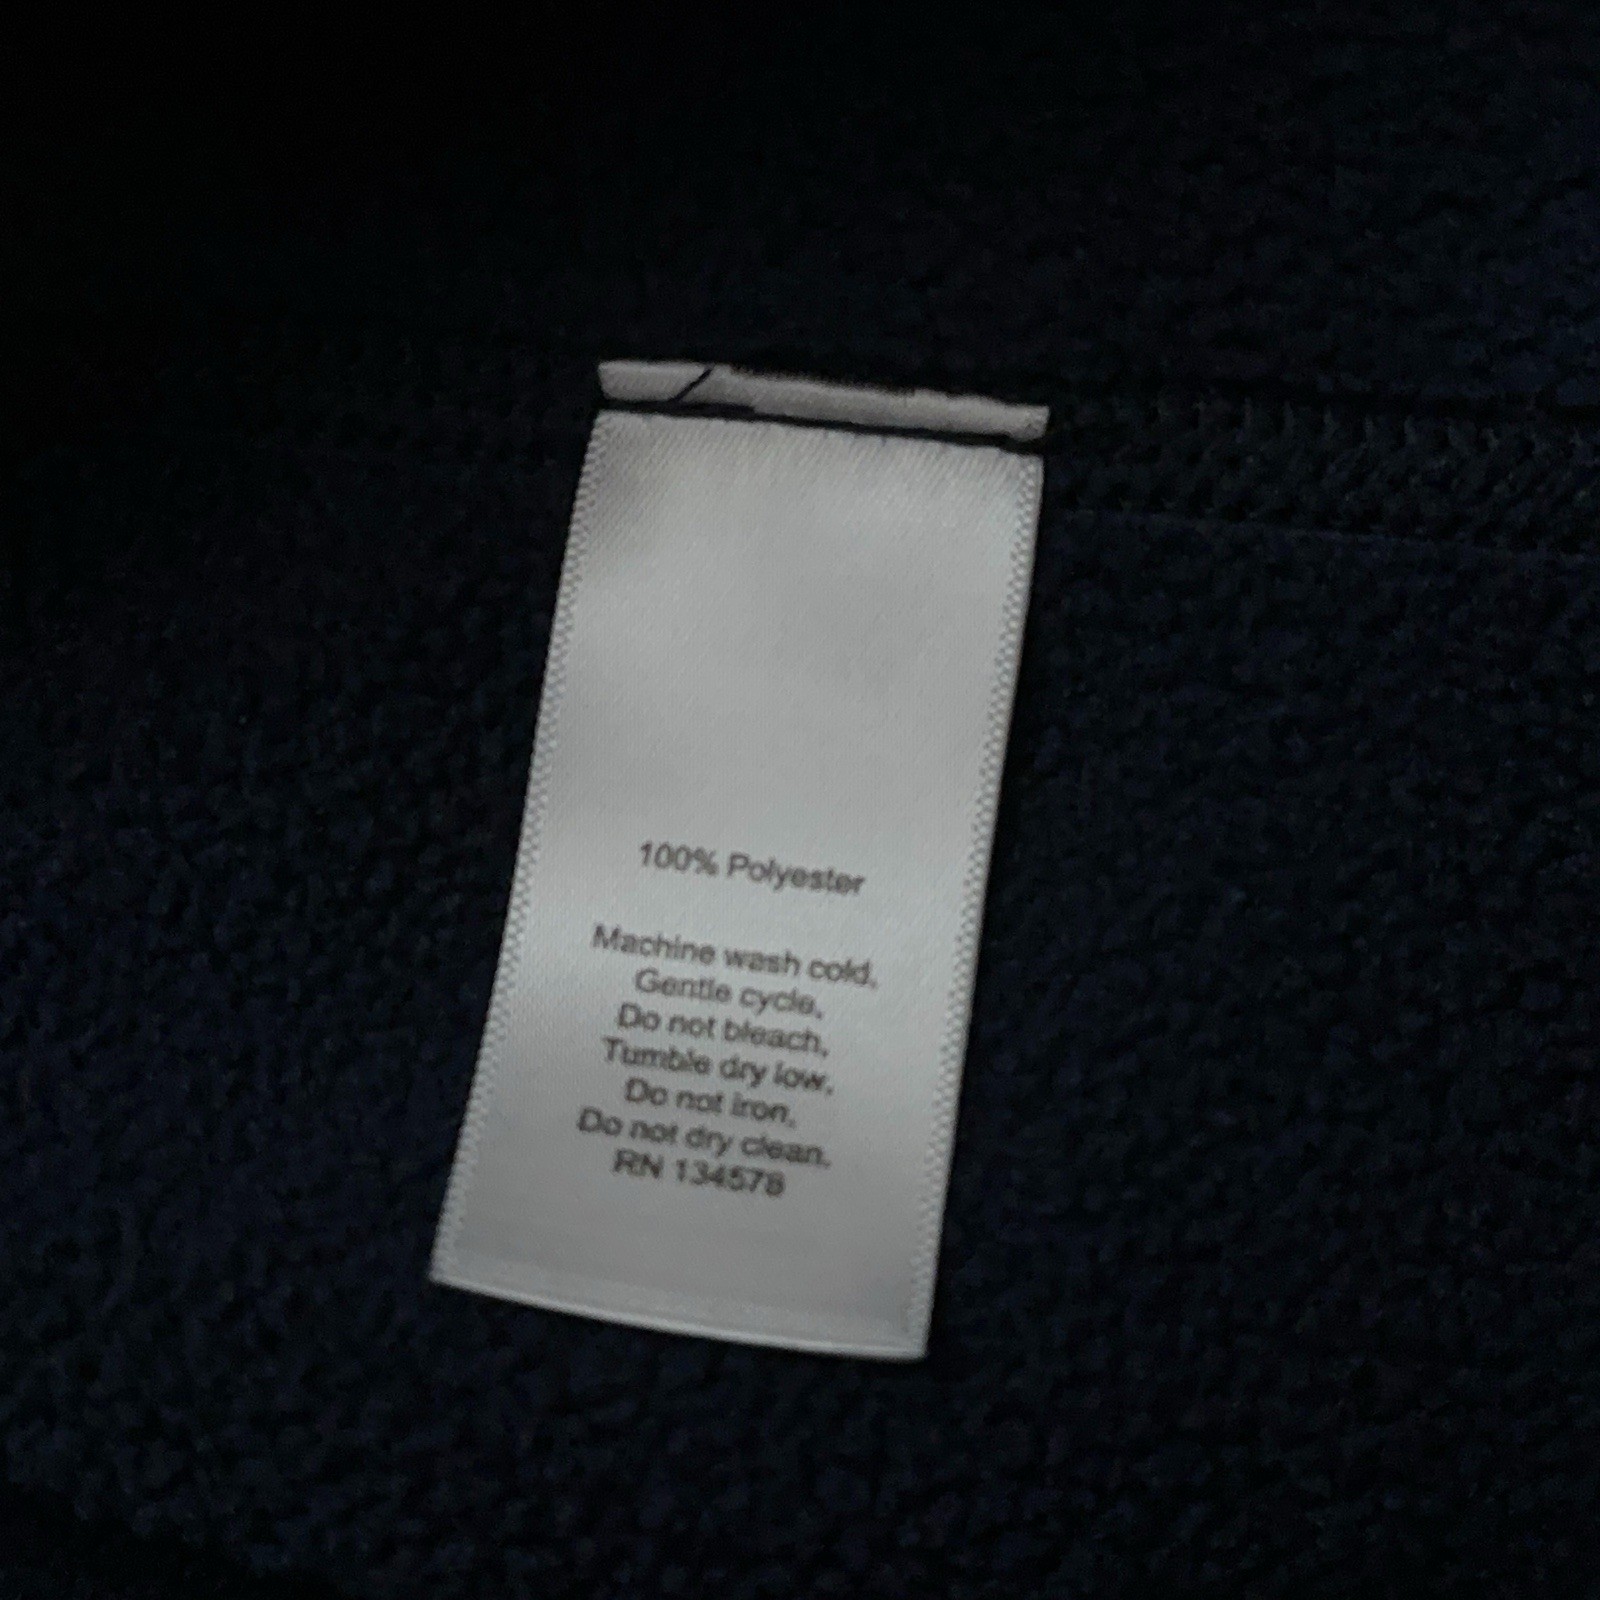 100% Polyester
Machine wash cold,
Gentle cycle,
Do not bleach,
Tumble dry low,
Do not iron,
Do not dry clean.
RN 134578